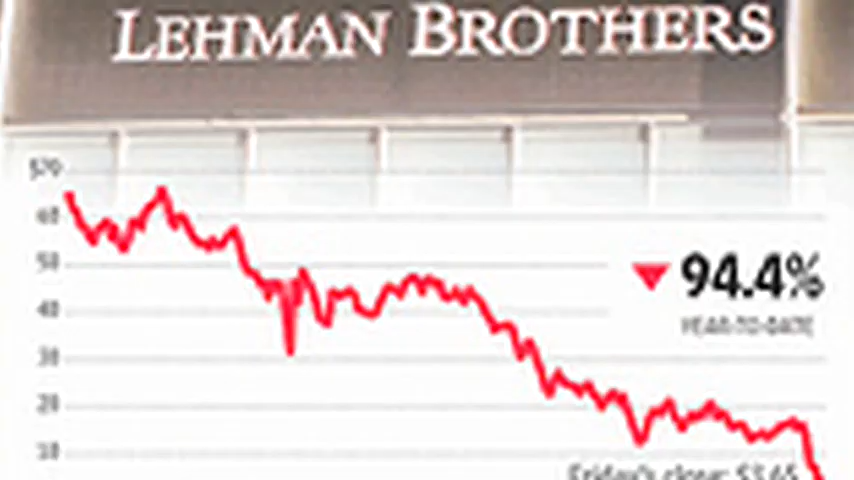 LEHMAN BROTHERS
$70
60
50
94.4%
40
YEAR-TO-DATE
30
20
10
Friday's close: $3.65